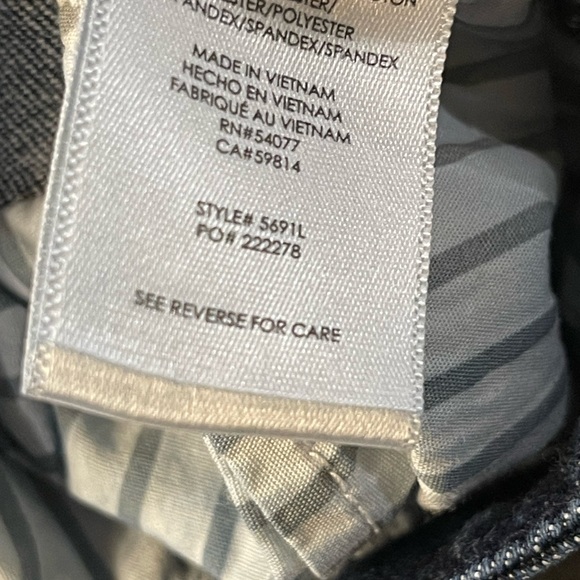 POLYESTER
SPANDEX/SPANDEX
MADE IN VIETNAM
HECHO EN VIETNAM
FABRIQUÉ AU VIETNAM
RN#54077
CA#59814
STYLE# 5691L
PO# 222278
SEE REVERSE FOR CARE